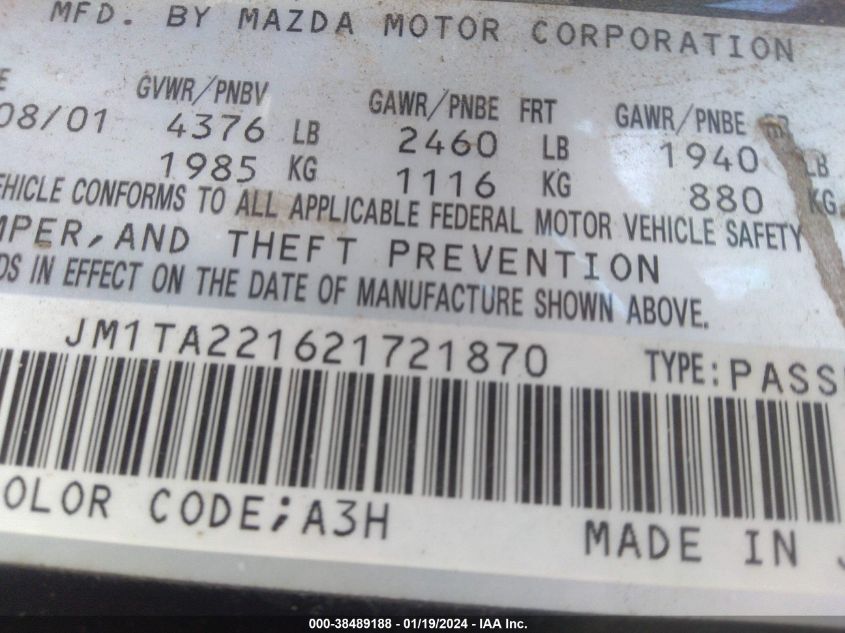 MFD. BY MAZDA MOTOR CORPORATION
GVWR/PNBV GAWR/PNBE FRT GAWR/PNBE RR
08/01 4376 LB 2460 LB 1940 LB
1985 KG 1116 KG 880 KG
EHICLE CONFORMS TO ALL APPLICABLE FEDERAL MOTOR VEHICLE SAFETY
MPER, AND THEFT PREVENTION
DS IN EFFECT ON THE DATE OF MANUFACTURE SHOWN ABOVE.
JM1TA221621721870 TYPE:PASS
OLOR CODE;A3H MADE IN J
000-38489188 - 01/19/2024 - IAA Inc.